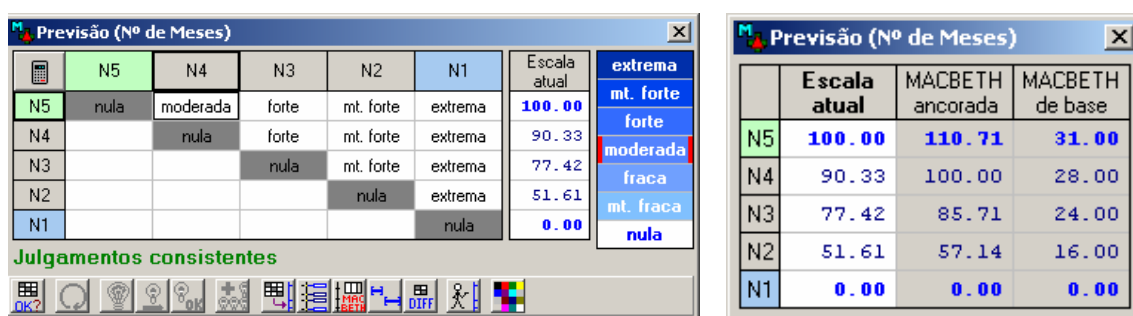 Previsão (Nº de Meses)
N5 N4 N3 N2 N1 Escala atual
N5 nula moderada forte mt. forte extrema 100.00
N4 nula forte mt. forte extrema 90.33
N3 nula mt. forte extrema 77.42
N2 nula extrema 51.61
N1 nula 0.00
extrema
mt. forte
forte
moderada
fraca
mt. fraca
nula
Julgamentos consistentes
OK? OK MAC BETH DIFF
Previsão (Nº de Meses)
Escala atual MACBETH ancorada MACBETH de base
N5 100.00 110.71 31.00
N4 90.33 100.00 28.00
N3 77.42 85.71 24.00
N2 51.61 57.14 16.00
N1 0.00 0.00 0.00